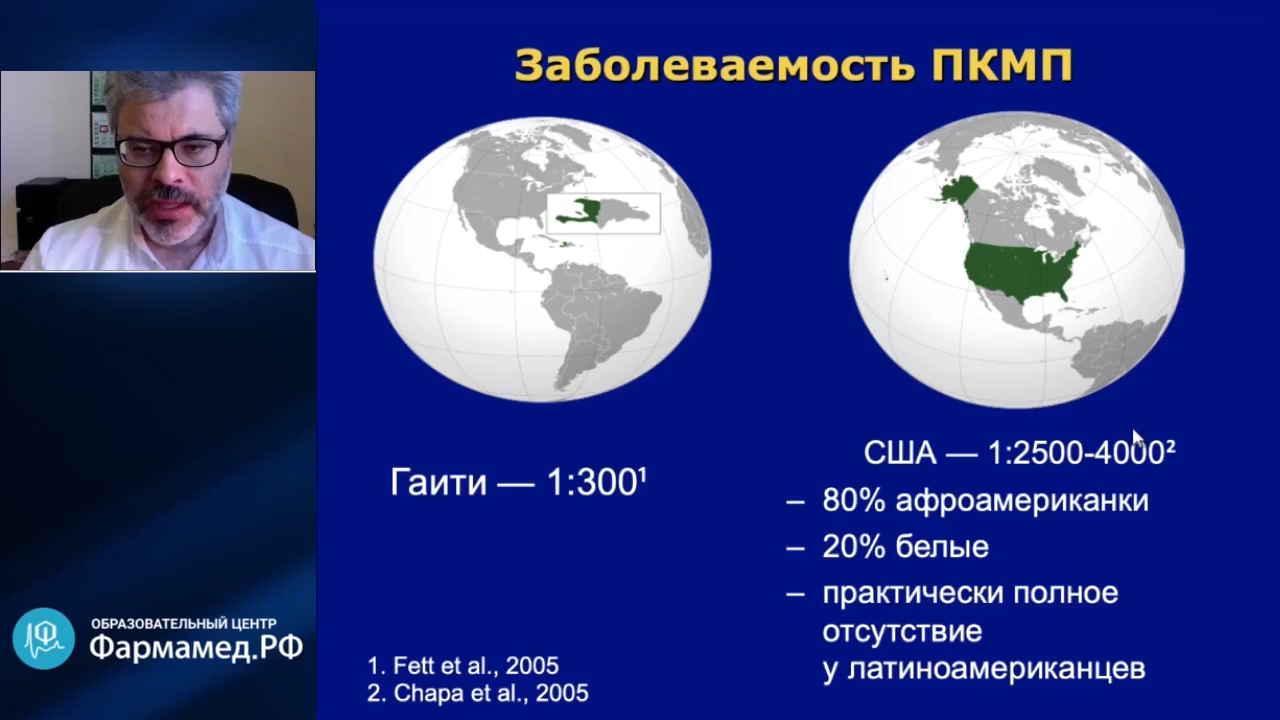 Заболеваемость ПКМП
Гаити — 1:300¹
США — 1:2500-4000²
– 80% афроамериканки
– 20% белые
– практически полное
отсутствие
у латиноамериканцев
1. Fett et al., 2005
2. Chapa et al., 2005
ОБРАЗОВАТЕЛЬНЫЙ ЦЕНТР
Фармамед.РФ